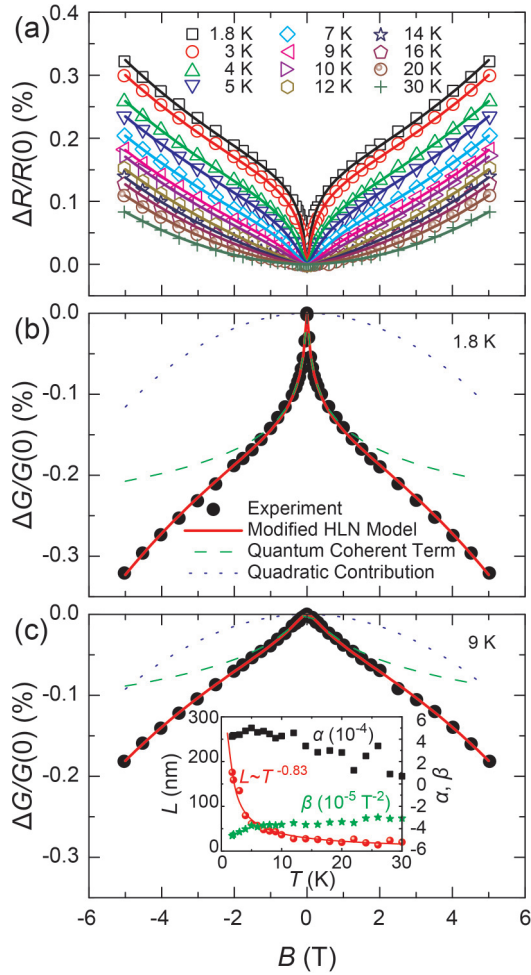 (a)
1.8 K 7 K 14 K
3 K 9 K 16 K
4 K 10 K 20 K
5 K 12 K 30 K
0.4
0.3
0.2
0.1
0.0
ΔR/R(0) (%)
(b)
1.8 K
0.0
-0.1
-0.2
-0.3
ΔG/G(0) (%)
Experiment
Modified HLN Model
Quantum Coherent Term
Quadratic Contribution
(c)
9 K
0.0
-0.1
-0.2
-0.3
ΔG/G(0) (%)
300
200
100
50
0
L (nm)
α (10⁻⁴)
L~T⁻⁰·⁸³
β (10⁻⁵ T⁻²)
6
4
2
0
-2
-4
-6
α, β
0 10 20 30
T (K)
-6 -4 -2 0 2 4 6
B (T)